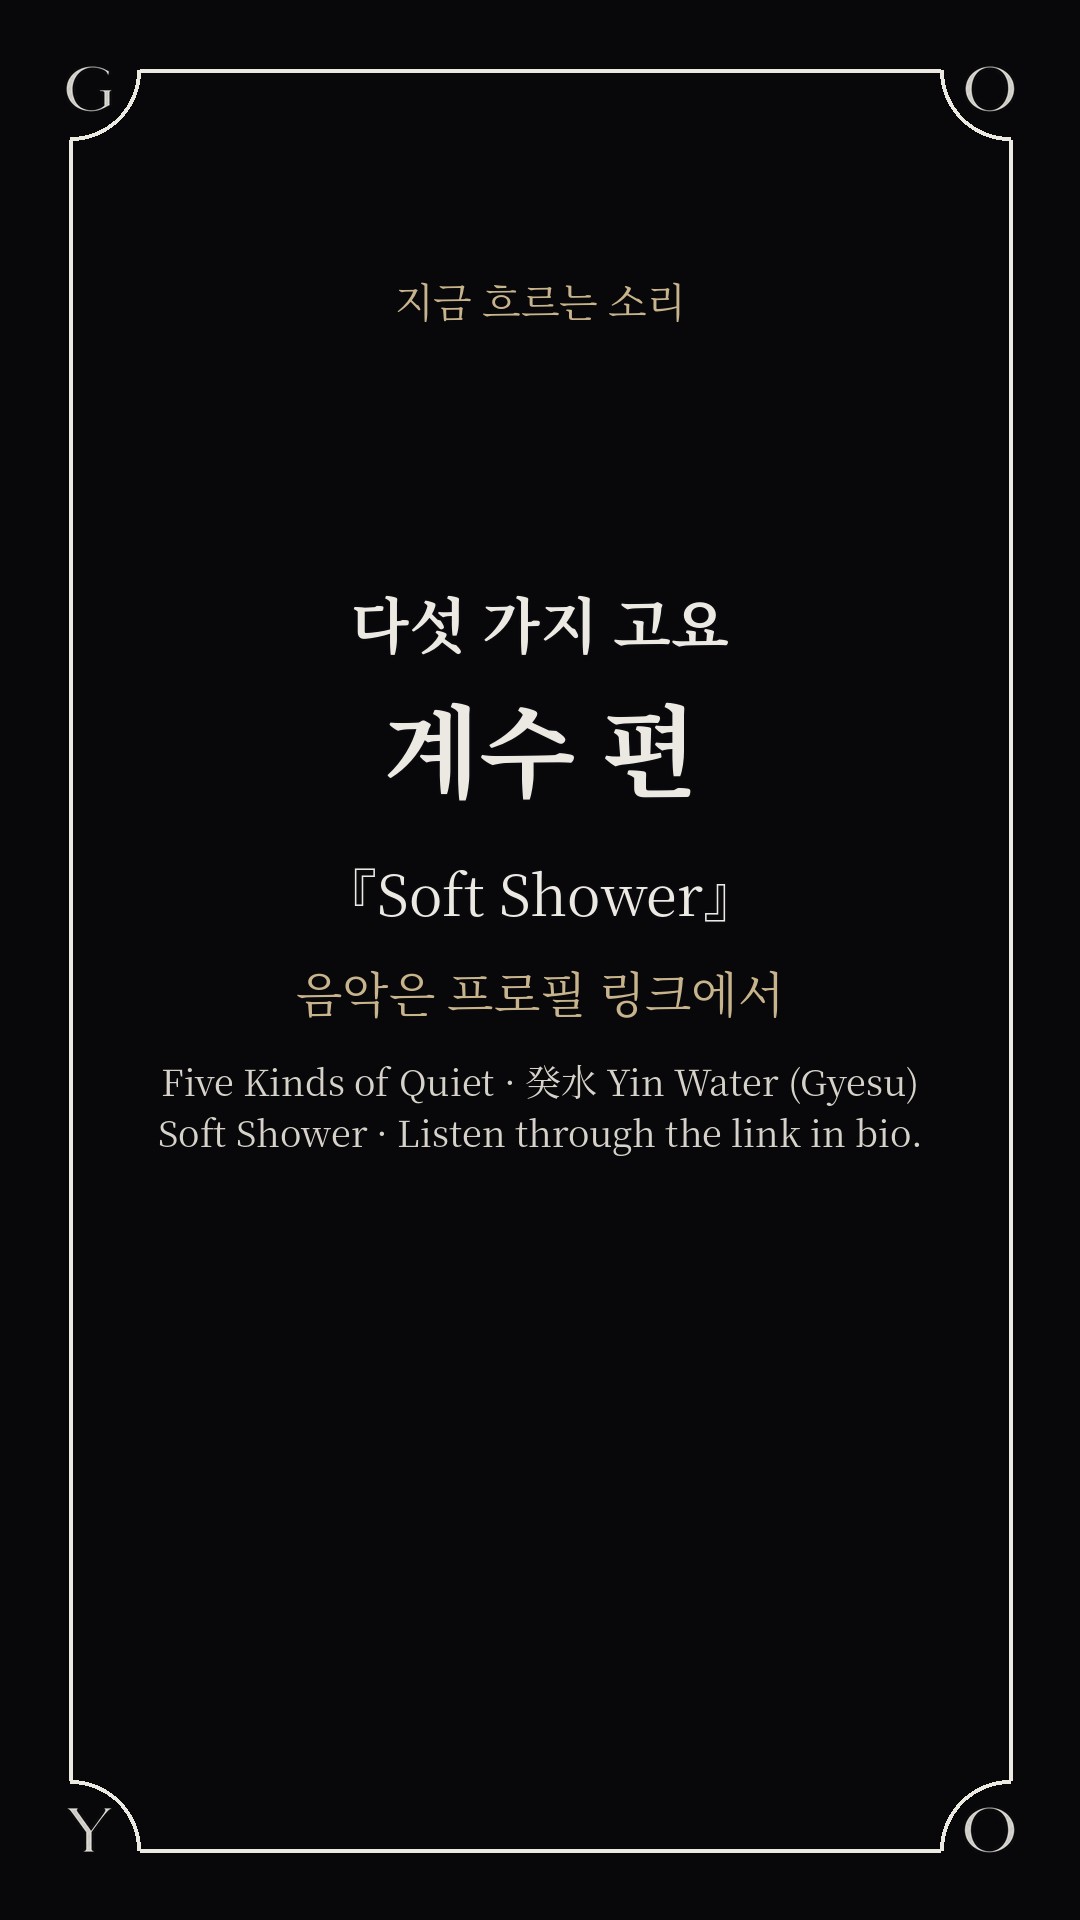 G O
지금 흐르는 소리
다섯 가지 고요
계수 편
『Soft Shower』
음악은 프로필 링크에서
Five Kinds of Quiet · 癸水 Yin Water (Gyesu)
Soft Shower · Listen through the link in bio.
Y O